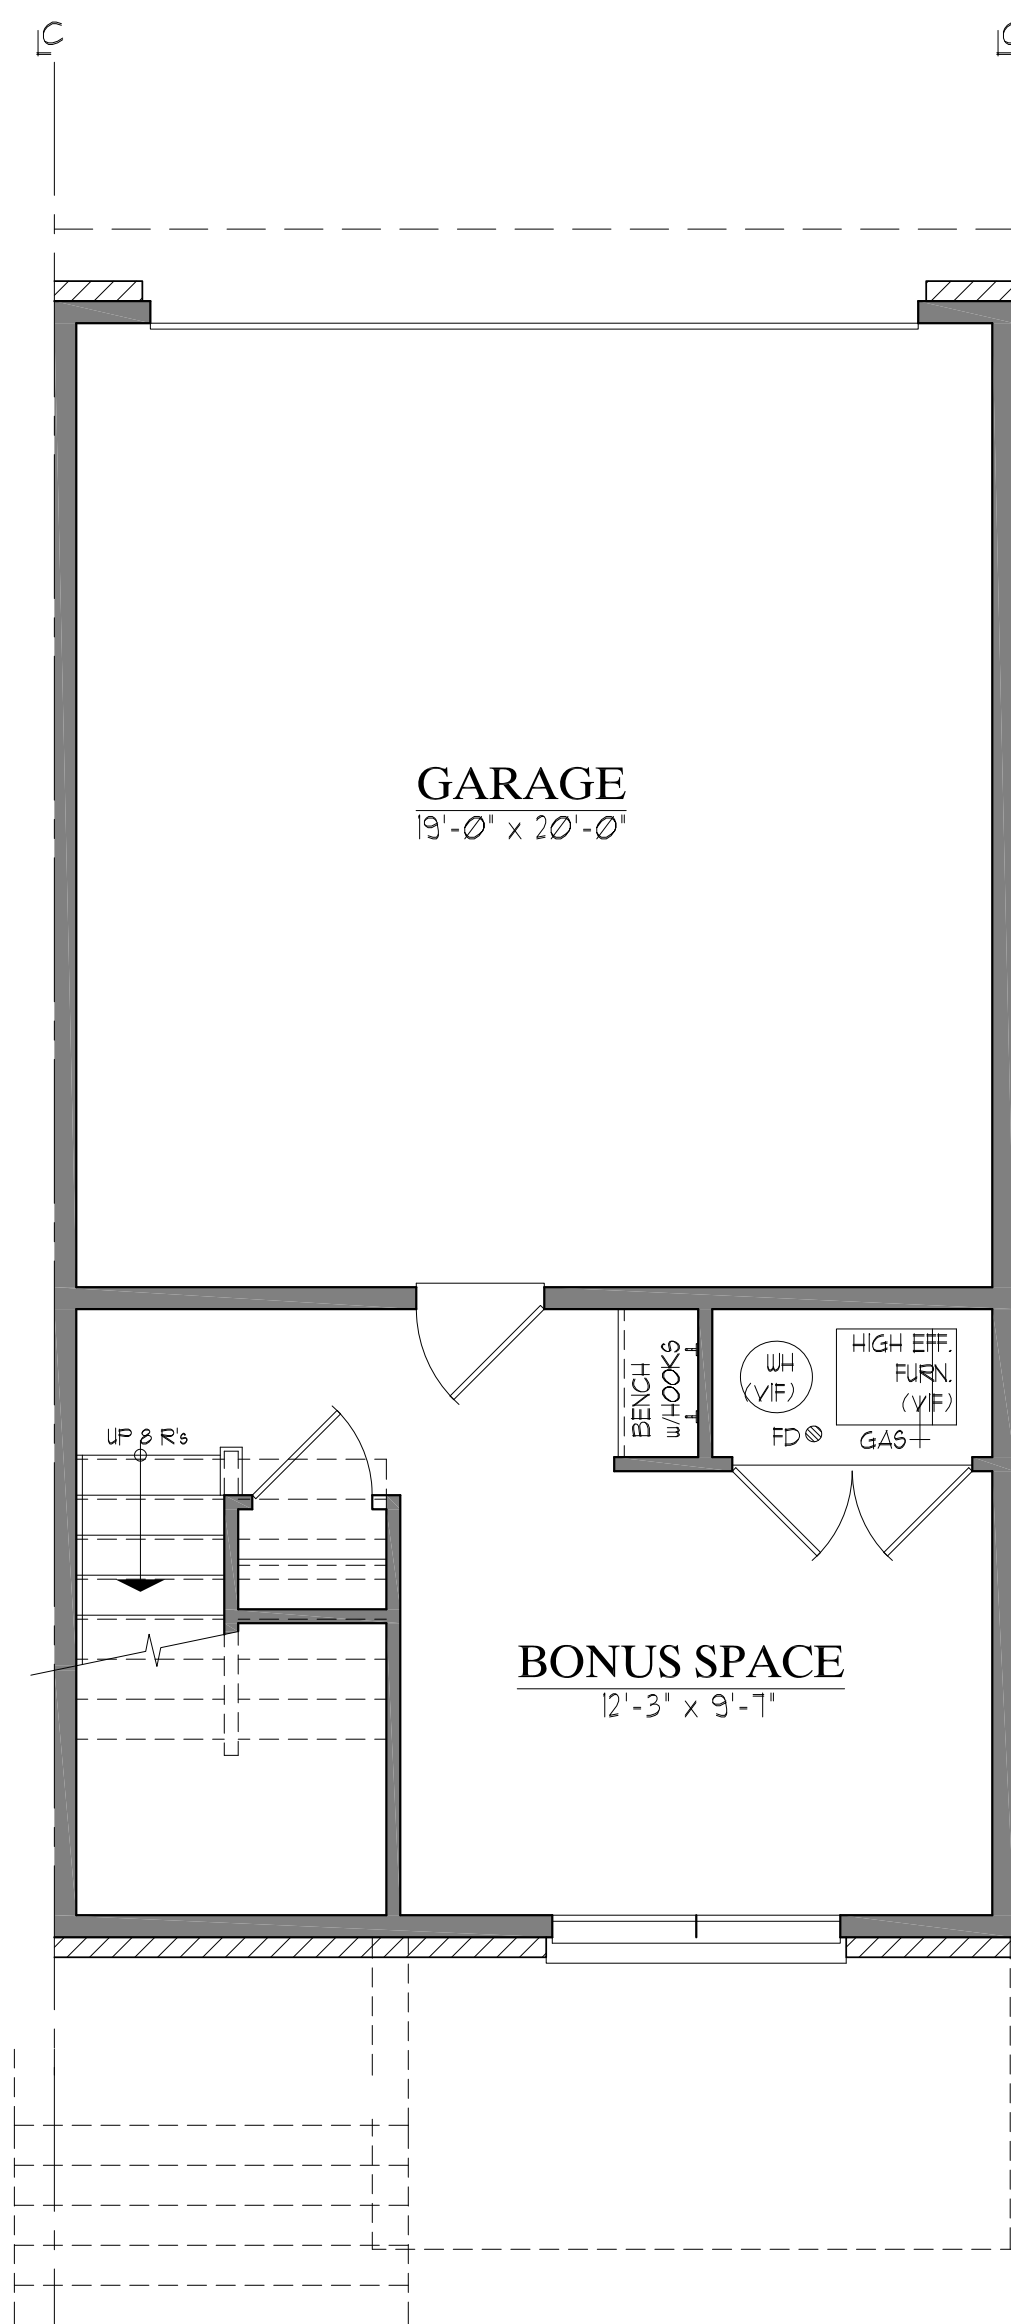 C
GARAGE
19'-0" x 20'-0"
BENCH
w/HOOKS
WH
(VIF)
HIGH EFF.
FURN.
(VIF)
FD
GAS
UP 8 R's
BONUS SPACE
12'-3" x 9'-7"